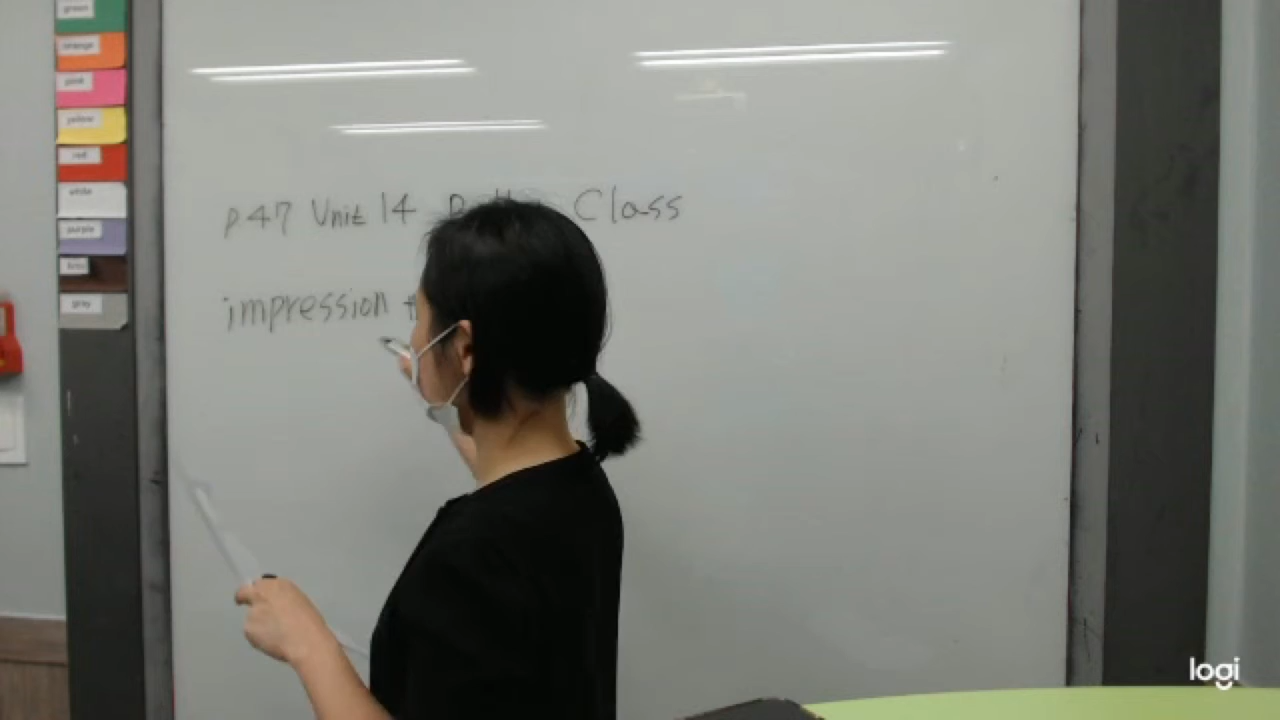 green
orange
pink
yellow
red
white
purple
gray
p.47 Unit 14 Class
impression
logi